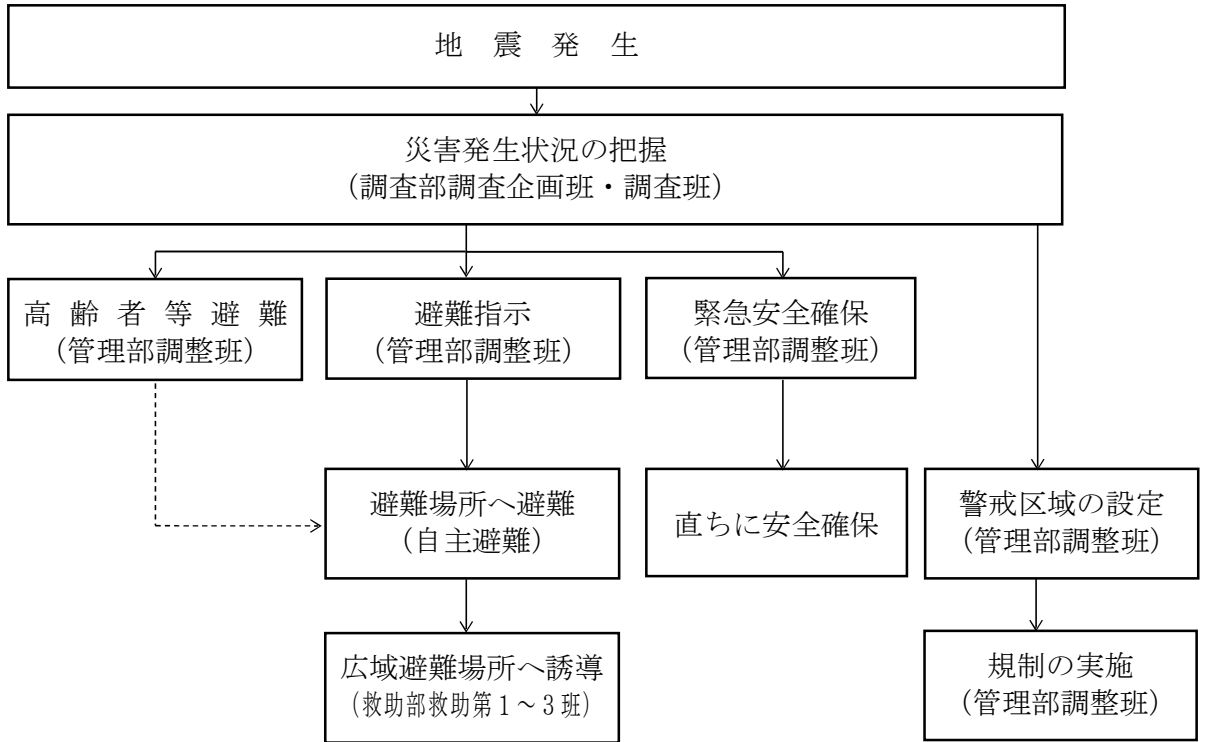 地　震　発　生
災害発生状況の把握
（調査部調査企画班・調査班）
高齢者等避難
（管理部調整班）
避難指示
（管理部調整班）
緊急安全確保
（管理部調整班）
避難場所へ避難
（自主避難）
直ちに安全確保
警戒区域の設定
（管理部調整班）
広域避難場所へ誘導
（救助部救助第１～３班）
規制の実施
（管理部調整班）